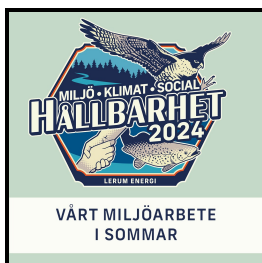 MILJÖ • KLIMAT • SOCIAL
HÅLLBARHET
2024
LERUM ENERGI
VÅRT MILJÖARBETE
I SOMMAR